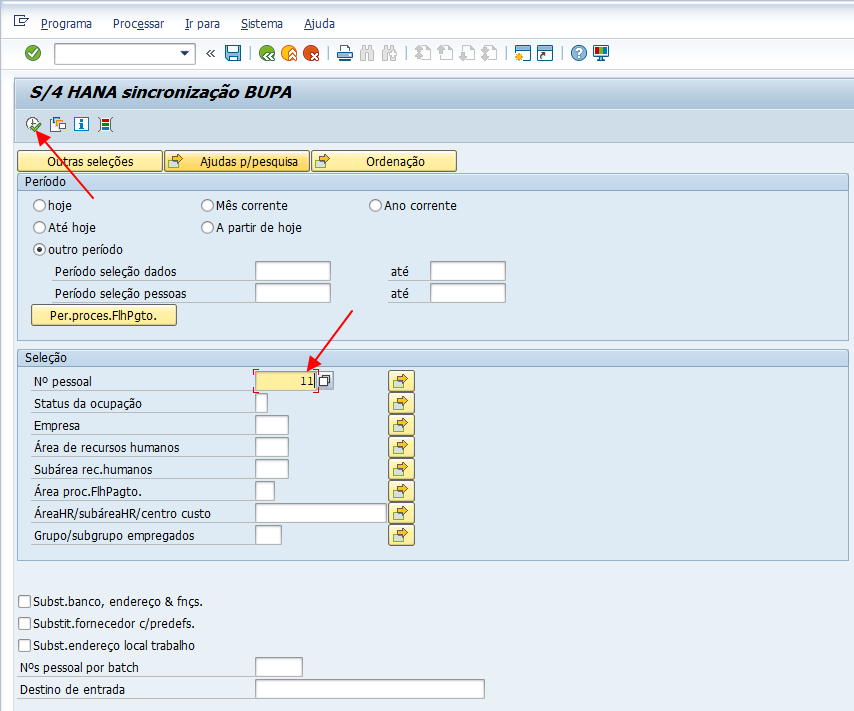 Programa Processar Ir para Sistema Ajuda
S/4 HANA sincronização BUPA
Outras seleções Ajudas p/pesquisa Ordenação
Período
hoje Mês corrente Ano corrente
Até hoje A partir de hoje
outro período
Período seleção dados até
Período seleção pessoas até
Per.proces.FlhPgto.
Seleção
Nº pessoal 11
Status da ocupação
Empresa
Área de recursos humanos
Subárea rec.humanos
Área proc.FlhPagto.
ÁreaHR/subáreaHR/centro custo
Grupo/subgrupo empregados
Subst.banco, endereço & fnçs.
Substit.fornecedor c/predefs.
Subst.endereço local trabalho
Nºs pessoal por batch
Destino de entrada